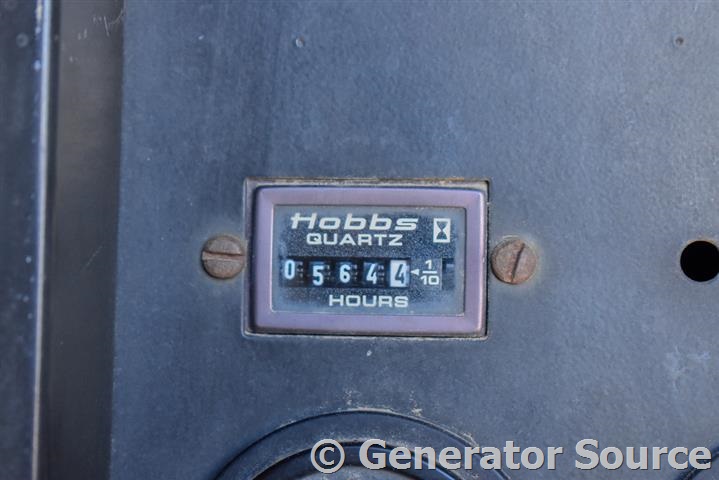 Hobbs
QUARTZ
0 5 6 4 4 1/10
HOURS
© Generator Source